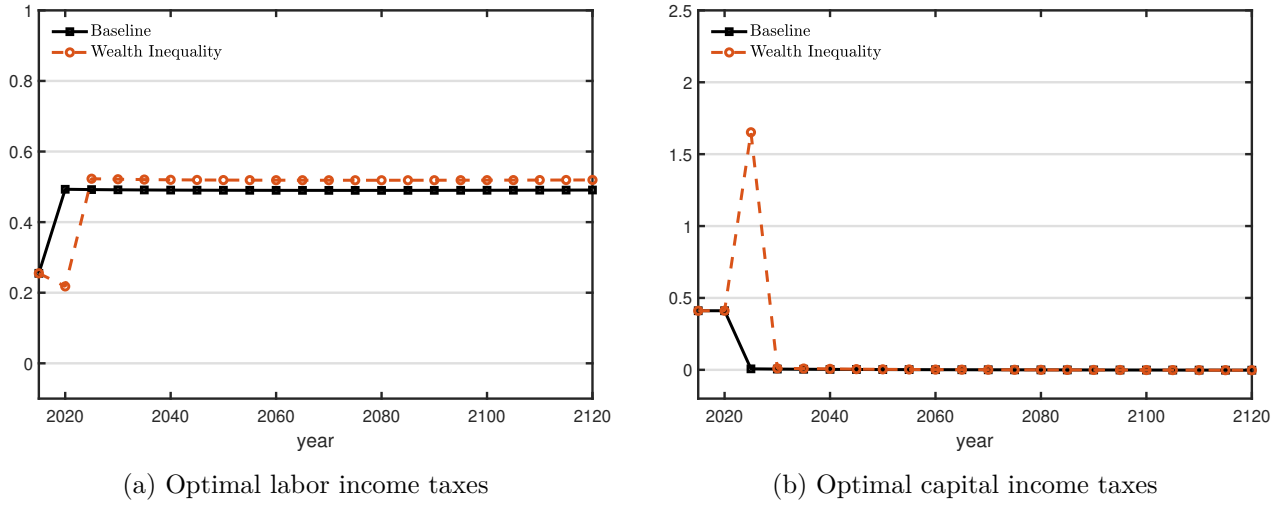 1
0.8
0.6
0.4
0.2
0
Baseline
Wealth Inequality
2020 2040 2060 2080 2100 2120
year
(a) Optimal labor income taxes
2.5
2
1.5
1
0.5
0
Baseline
Wealth Inequality
2020 2040 2060 2080 2100 2120
year
(b) Optimal capital income taxes